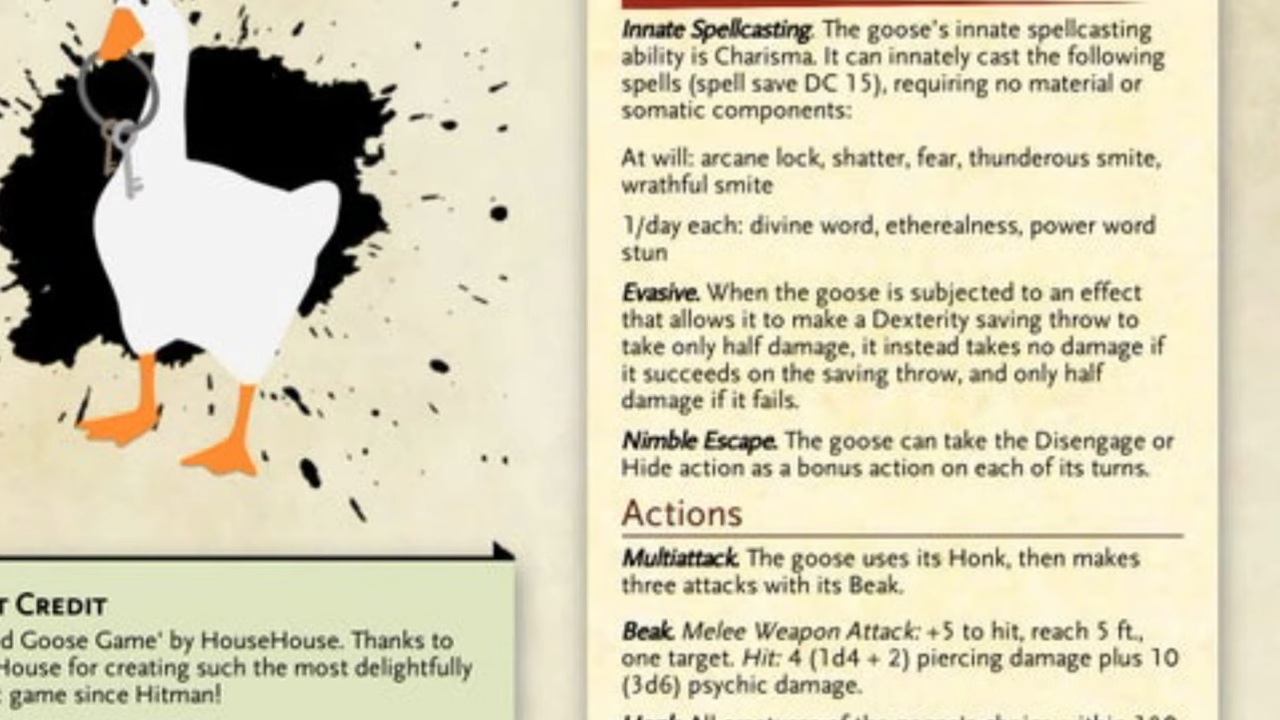 Innate Spellcasting. The goose's innate spellcasting
ability is Charisma. It can innately cast the following
spells (spell save DC 15), requiring no material or
somatic components:
At will: arcane lock, shatter, fear, thunderous smite,
wrathful smite
1/day each: divine word, etherealness, power word
stun
Evasive. When the goose is subjected to an effect
that allows it to make a Dexterity saving throw to
take only half damage, it instead takes no damage if
it succeeds on the saving throw, and only half
damage if it fails.
Nimble Escape. The goose can take the Disengage or
Hide action as a bonus action on each of its turns.
Actions
Multiattack. The goose uses its Honk, then makes
three attacks with its Beak.
Beak. Melee Weapon Attack: +5 to hit, reach 5 ft.,
one target. Hit: 4 (1d4 + 2) piercing damage plus 10
(3d6) psychic damage.
Credit
Goose Game' by HouseHouse. Thanks to
House for creating such the most delightfully
game since Hitman!